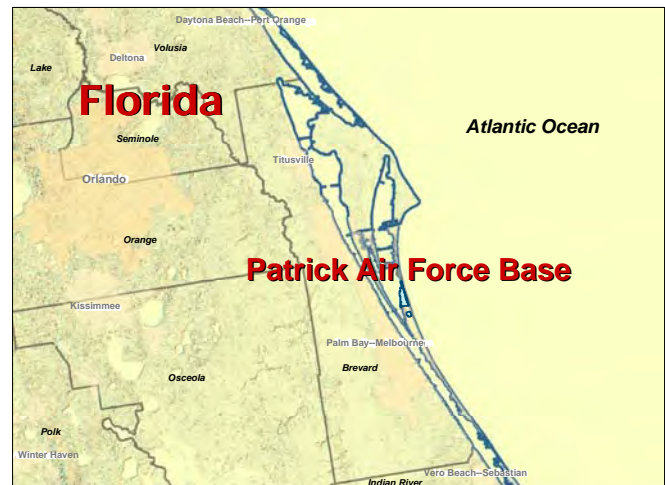 Daytona Beach--Port Orange
Volusia
Deltona
Lake
Florida
Atlantic Ocean
Seminole
Titusville
Orlando
Orange
Patrick Air Force Base
Kissimmee
Palm Bay--Melbourne
Brevard
Osceola
Polk
Winter Haven
Vero Beach--Sebastian
Indian River